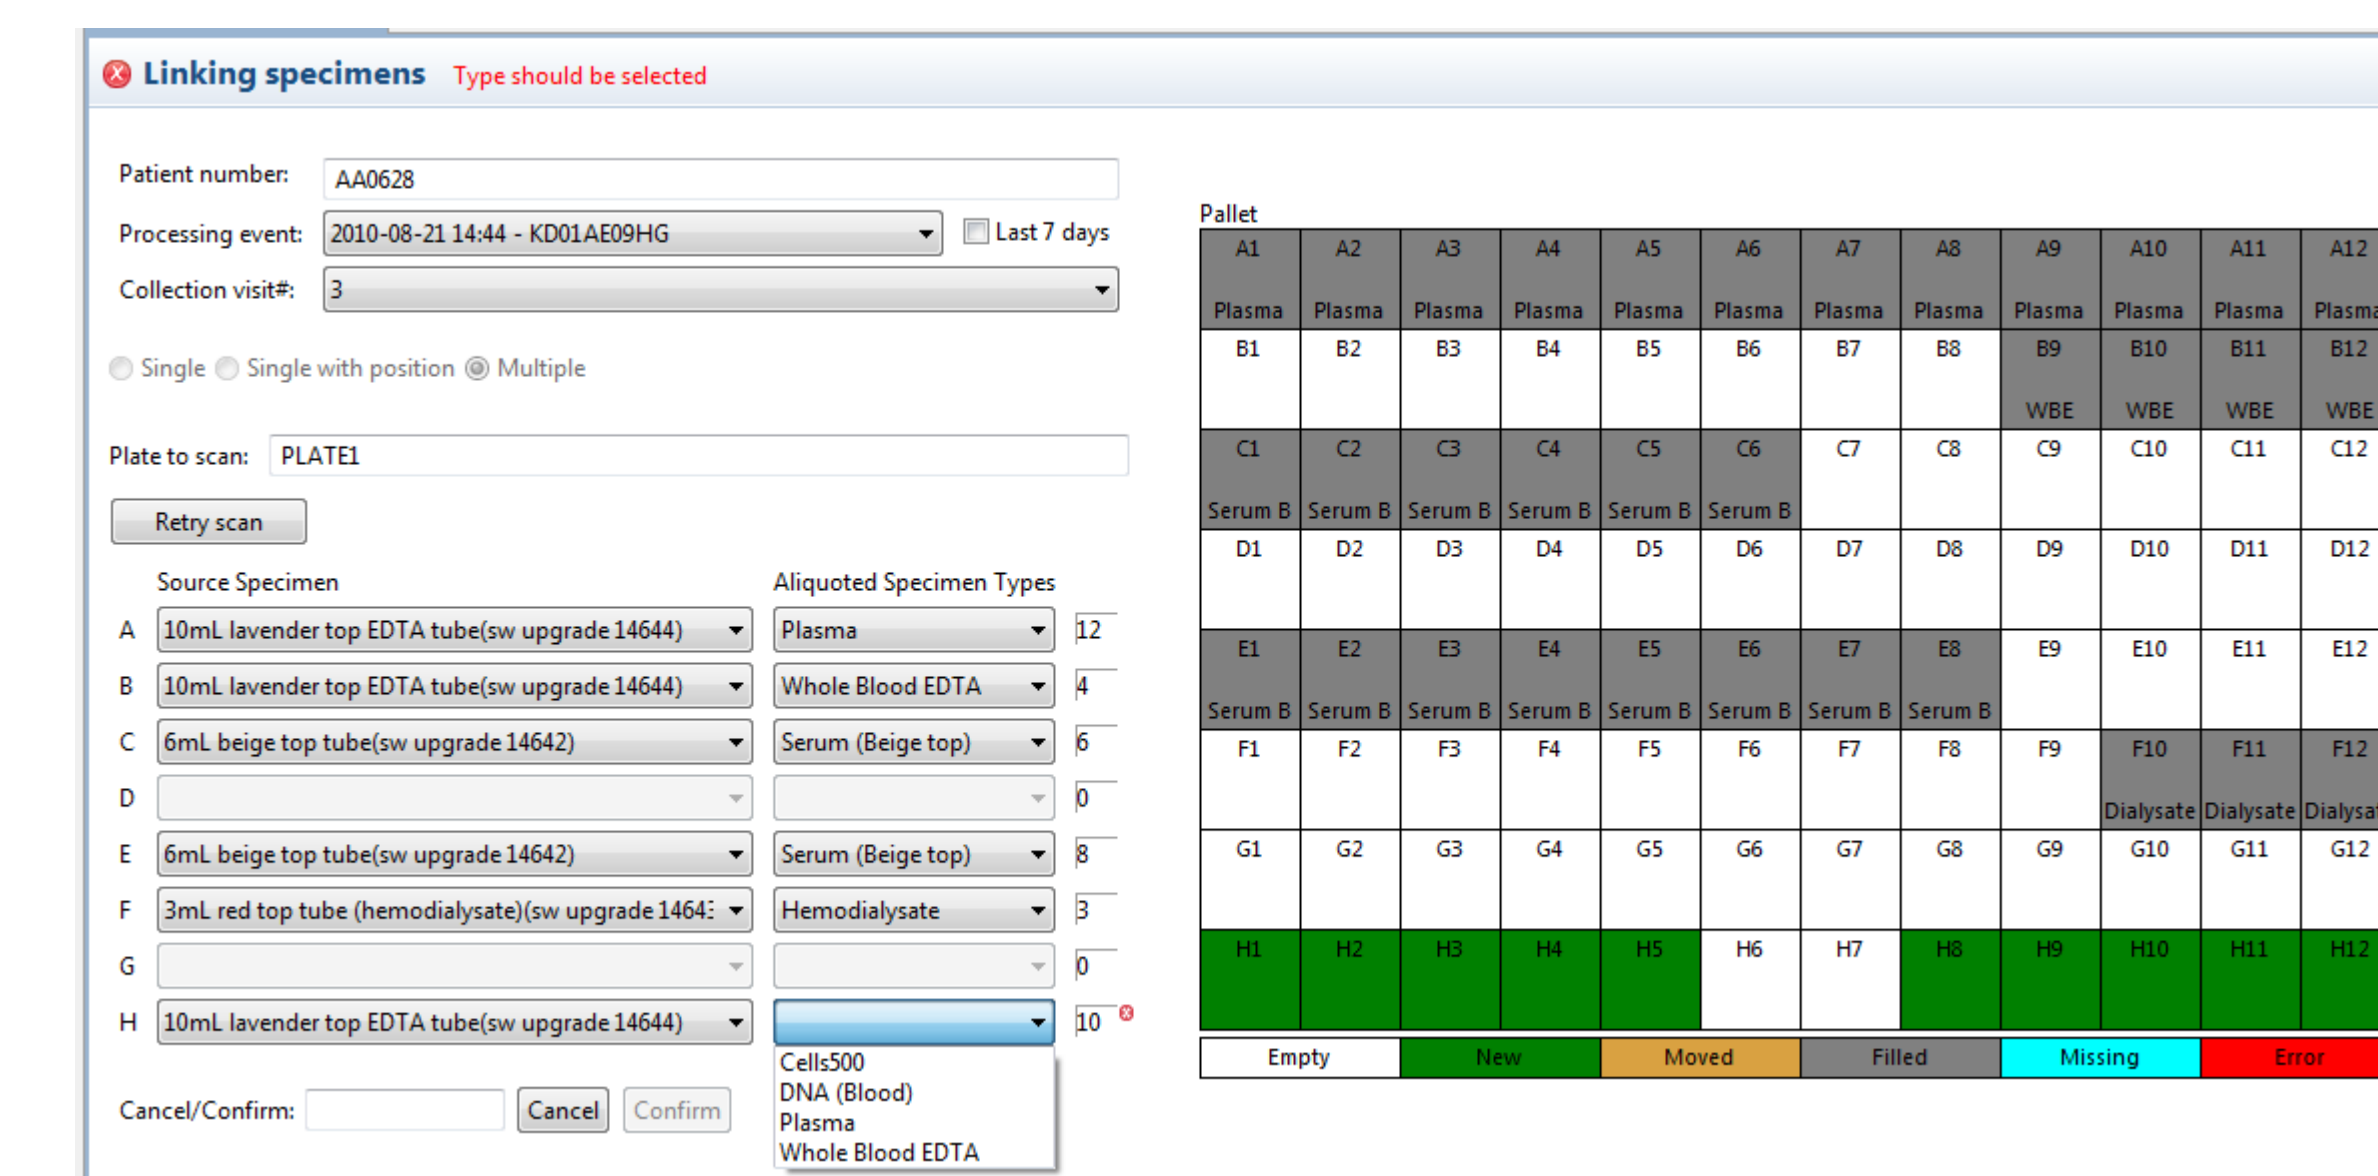 Linking specimens Type should be selected
Patient number: AA0628
Processing event: 2010-08-21 14:44 - KD01AE09HG Last 7 days
Collection visit#: 3
Single Single with position Multiple
Plate to scan: PLATE1
Retry scan
Source Specimen Aliquoted Specimen Types
A 10mL lavender top EDTA tube(sw upgrade 14644) Plasma 12
B 10mL lavender top EDTA tube(sw upgrade 14644) Whole Blood EDTA 4
C 6mL beige top tube(sw upgrade 14642) Serum (Beige top) 6
D 0
E 6mL beige top tube(sw upgrade 14642) Serum (Beige top) 8
F 3mL red top tube (hemodialysate)(sw upgrade 1464 Hemodialysate 3
G 0
H 10mL lavender top EDTA tube(sw upgrade 14644) 10
Cells500
DNA (Blood)
Plasma
Whole Blood EDTA
Cancel/Confirm: Cancel Confirm
Pallet
A1 A2 A3 A4 A5 A6 A7 A8 A9 A10 A11 A12
Plasma Plasma Plasma Plasma Plasma Plasma Plasma Plasma Plasma Plasma Plasma Plasma
B1 B2 B3 B4 B5 B6 B7 B8 B9 B10 B11 B12
WBE WBE WBE WBE
C1 C2 C3 C4 C5 C6 C7 C8 C9 C10 C11 C12
Serum B Serum B Serum B Serum B Serum B Serum B
D1 D2 D3 D4 D5 D6 D7 D8 D9 D10 D11 D12
E1 E2 E3 E4 E5 E6 E7 E8 E9 E10 E11 E12
Serum B Serum B Serum B Serum B Serum B Serum B Serum B Serum B
F1 F2 F3 F4 F5 F6 F7 F8 F9 F10 F11 F12
Dialysate Dialysate Dialysat
G1 G2 G3 G4 G5 G6 G7 G8 G9 G10 G11 G12
H1 H2 H3 H4 H5 H6 H7 H8 H9 H10 H11 H12
Empty New Moved Filled Missing Error